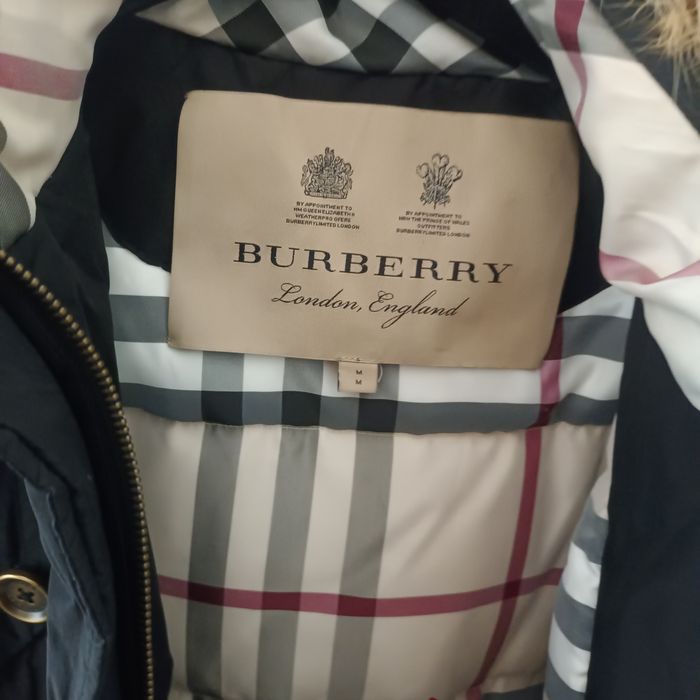 BY APPOINTMENT TO
HM QUEEN ELIZABETH II
WEATHERPROOFERS
BURBERRY LIMITED LONDON
BY APPOINTMENT TO
HRH THE PRINCE OF WALES
OUTFITTERS
BURBERRY LIMITED LONDON
BURBERRY
London, England
M
M